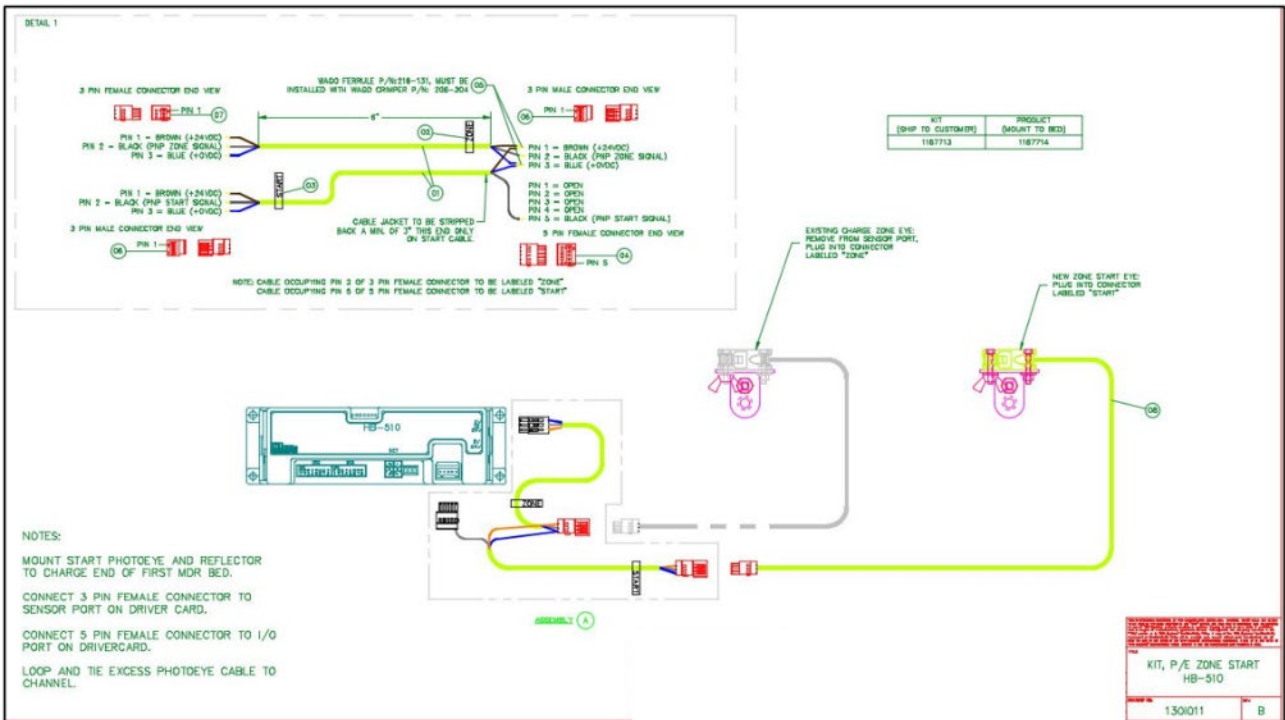 DETAIL 1
WAGO FERRULE P/N:216-131, MUST BE
INSTALLED WITH WAGO CRIMPER P/N: 206-204
05
3 PIN FEMALE CONNECTOR END VIEW
PIN 1
07
3 PIN MALE CONNECTOR END VIEW
06
PIN 1
6"
02
ZONE
PIN 1 = BROWN (+24VDC)
PIN 2 = BLACK (PNP ZONE SIGNAL)
PIN 3 = BLUE (+0VDC)
PIN 1 = BROWN (+24VDC)
PIN 2 = BLACK (PNP ZONE SIGNAL)
PIN 3 = BLUE (+0VDC)
START
03
01
PIN 1 = BROWN (+24VDC)
PIN 2 = BLACK (PNP START SIGNAL)
PIN 3 = BLUE (+0VDC)
PIN 1 = OPEN
PIN 2 = OPEN
PIN 3 = OPEN
PIN 4 = OPEN
PIN 5 = BLACK (PNP START SIGNAL)
CABLE JACKET TO BE STRIPPED
BACK A MIN. OF 3" THIS END ONLY
ON START CABLE.
3 PIN MALE CONNECTOR END VIEW
06
PIN 1
5 PIN FEMALE CONNECTOR END VIEW
04
PIN 5
NOTE: CABLE OCCUPYING PIN 2 OF 3 PIN FEMALE CONNECTOR TO BE LABELED "ZONE"
CABLE OCCUPYING PIN 5 OF 5 PIN FEMALE CONNECTOR TO BE LABELED "START"
KIT
(SHIP TO CUSTOMER)
PRODUCT
(MOUNT TO BED)
1187713
1187714
EXISTING CHARGE ZONE EYE:
REMOVE FROM SENSOR PORT,
PLUG INTO CONNECTOR
LABELED "ZONE"
NEW ZONE START EYE:
PLUG INTO CONNECTOR
LABELED "START"
08
HB-510
ZONE
START
ASSEMBLY A
NOTES:
MOUNT START PHOTOEYE AND REFLECTOR
TO CHARGE END OF FIRST MDR BED.
CONNECT 3 PIN FEMALE CONNECTOR TO
SENSOR PORT ON DRIVER CARD.
CONNECT 5 PIN FEMALE CONNECTOR TO I/O
PORT ON DRIVERCARD.
LOOP AND TIE EXCESS PHOTOEYE CABLE TO
CHANNEL.
KIT, P/E ZONE START
HB-510
1301011
B